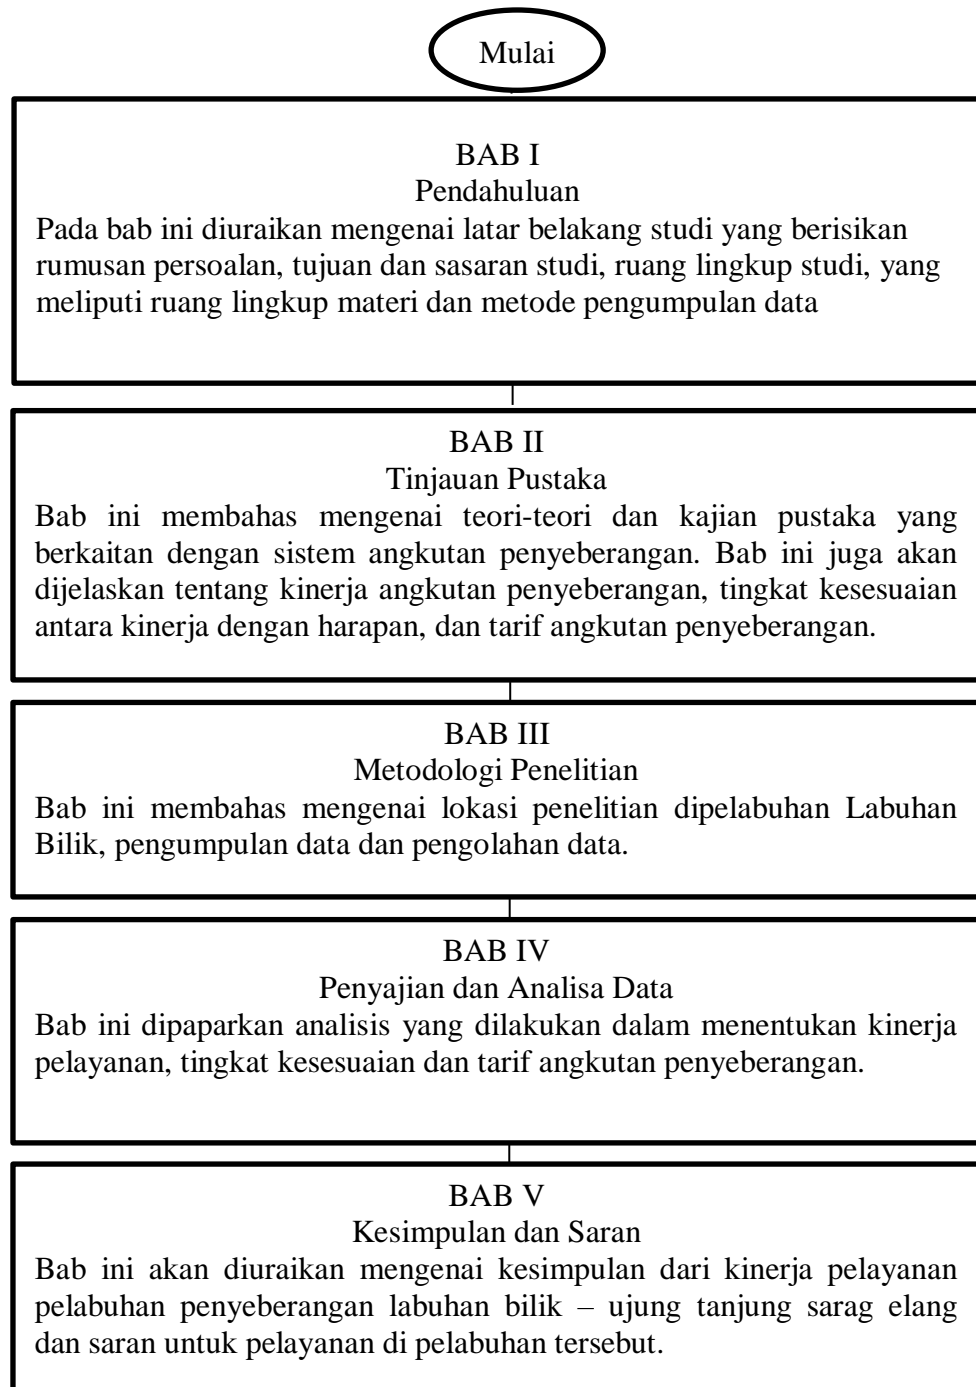 Mulai
BAB I
Pendahuluan
Pada bab ini diuraikan mengenai latar belakang studi yang berisikan
rumusan persoalan, tujuan dan sasaran studi, ruang lingkup studi, yang
meliputi ruang lingkup materi dan metode pengumpulan data
BAB II
Tinjauan Pustaka
Bab ini membahas mengenai teori-teori dan kajian pustaka yang
berkaitan dengan sistem angkutan penyeberangan. Bab ini juga akan
dijelaskan tentang kinerja angkutan penyeberangan, tingkat kesesuaian
antara kinerja dengan harapan, dan tarif angkutan penyeberangan.
BAB III
Metodologi Penelitian
Bab ini membahas mengenai lokasi penelitian dipelabuhan Labuhan
Bilik, pengumpulan data dan pengolahan data.
BAB IV
Penyajian dan Analisa Data
Bab ini dipaparkan analisis yang dilakukan dalam menentukan kinerja
pelayanan, tingkat kesesuaian dan tarif angkutan penyeberangan.
BAB V
Kesimpulan dan Saran
Bab ini akan diuraikan mengenai kesimpulan dari kinerja pelayanan
pelabuhan penyeberangan labuhan bilik – ujung tanjung sarag elang
dan saran untuk pelayanan di pelabuhan tersebut.